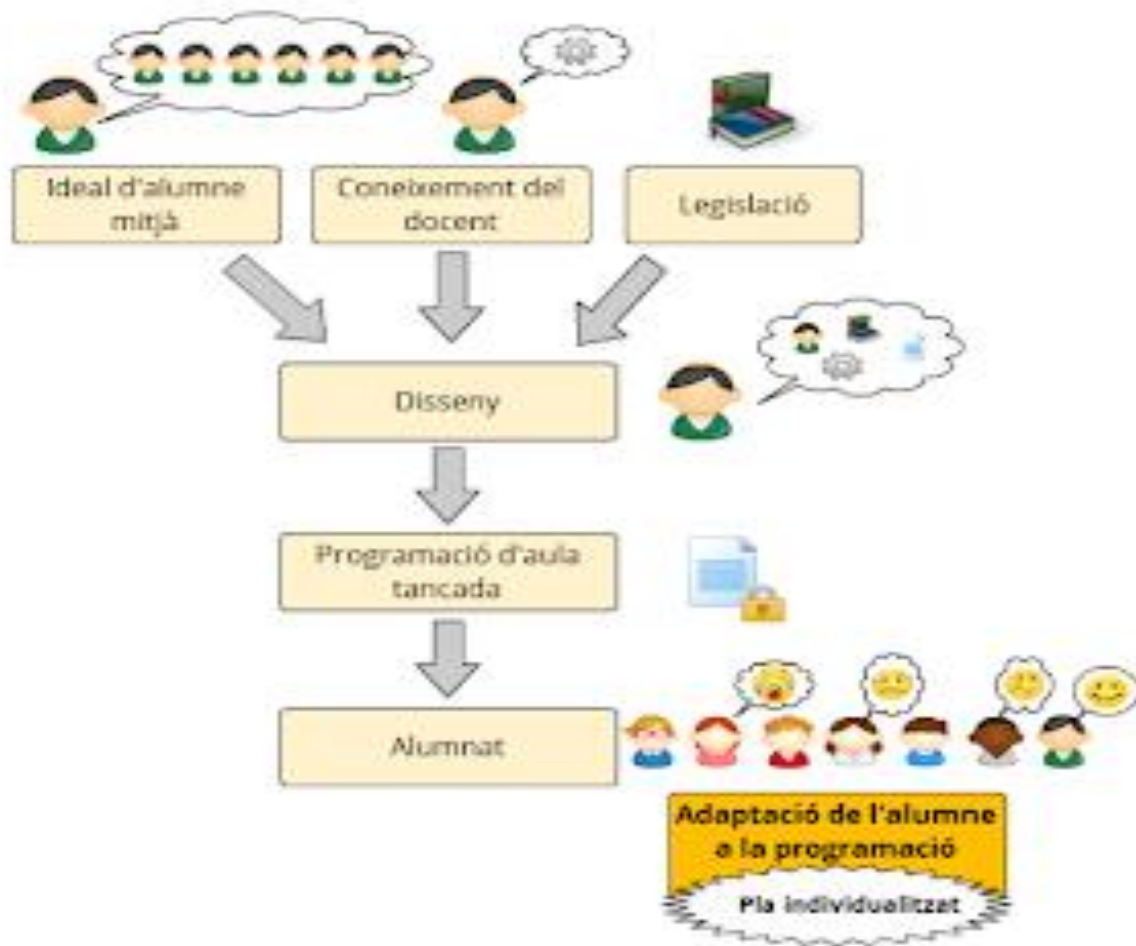 Ideal d'alumne
mitjà
Coneixement del
docent
Legislació
Disseny
Programació d'aula
tancada
Alumnat
Adaptació de l'alumne
a la programació
Pla individualitzat